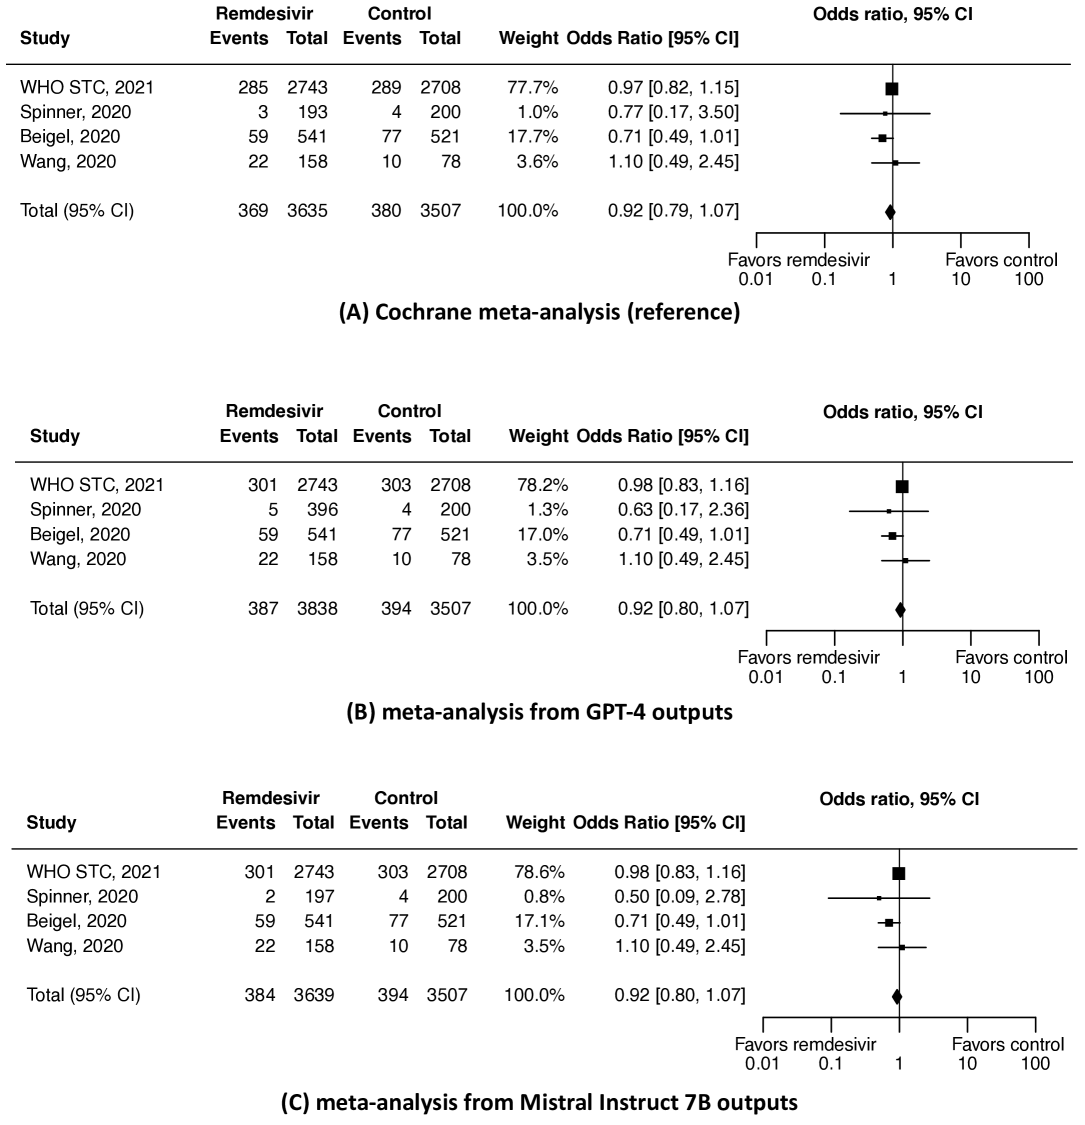 Remdesivir Control Odds ratio, 95% CI
Study Events Total Events Total Weight Odds Ratio [95% CI]
WHO STC, 2021 285 2743 289 2708 77.7% 0.97 [0.82, 1.15]
Spinner, 2020 3 193 4 200 1.0% 0.77 [0.17, 3.50]
Beigel, 2020 59 541 77 521 17.7% 0.71 [0.49, 1.01]
Wang, 2020 22 158 10 78 3.6% 1.10 [0.49, 2.45]
Total (95% CI) 369 3635 380 3507 100.0% 0.92 [0.79, 1.07]
Favors remdesivir Favors control
0.01 0.1 1 10 100
(A) Cochrane meta-analysis (reference)
Remdesivir Control Odds ratio, 95% CI
Study Events Total Events Total Weight Odds Ratio [95% CI]
WHO STC, 2021 301 2743 303 2708 78.2% 0.98 [0.83, 1.16]
Spinner, 2020 5 396 4 200 1.3% 0.63 [0.17, 2.36]
Beigel, 2020 59 541 77 521 17.0% 0.71 [0.49, 1.01]
Wang, 2020 22 158 10 78 3.5% 1.10 [0.49, 2.45]
Total (95% CI) 387 3838 394 3507 100.0% 0.92 [0.80, 1.07]
Favors remdesivir Favors control
0.01 0.1 1 10 100
(B) meta-analysis from GPT-4 outputs
Remdesivir Control Odds ratio, 95% CI
Study Events Total Events Total Weight Odds Ratio [95% CI]
WHO STC, 2021 301 2743 303 2708 78.6% 0.98 [0.83, 1.16]
Spinner, 2020 2 197 4 200 0.8% 0.50 [0.09, 2.78]
Beigel, 2020 59 541 77 521 17.1% 0.71 [0.49, 1.01]
Wang, 2020 22 158 10 78 3.5% 1.10 [0.49, 2.45]
Total (95% CI) 384 3639 394 3507 100.0% 0.92 [0.80, 1.07]
Favors remdesivir Favors control
0.01 0.1 1 10 100
(C) meta-analysis from Mistral Instruct 7B outputs